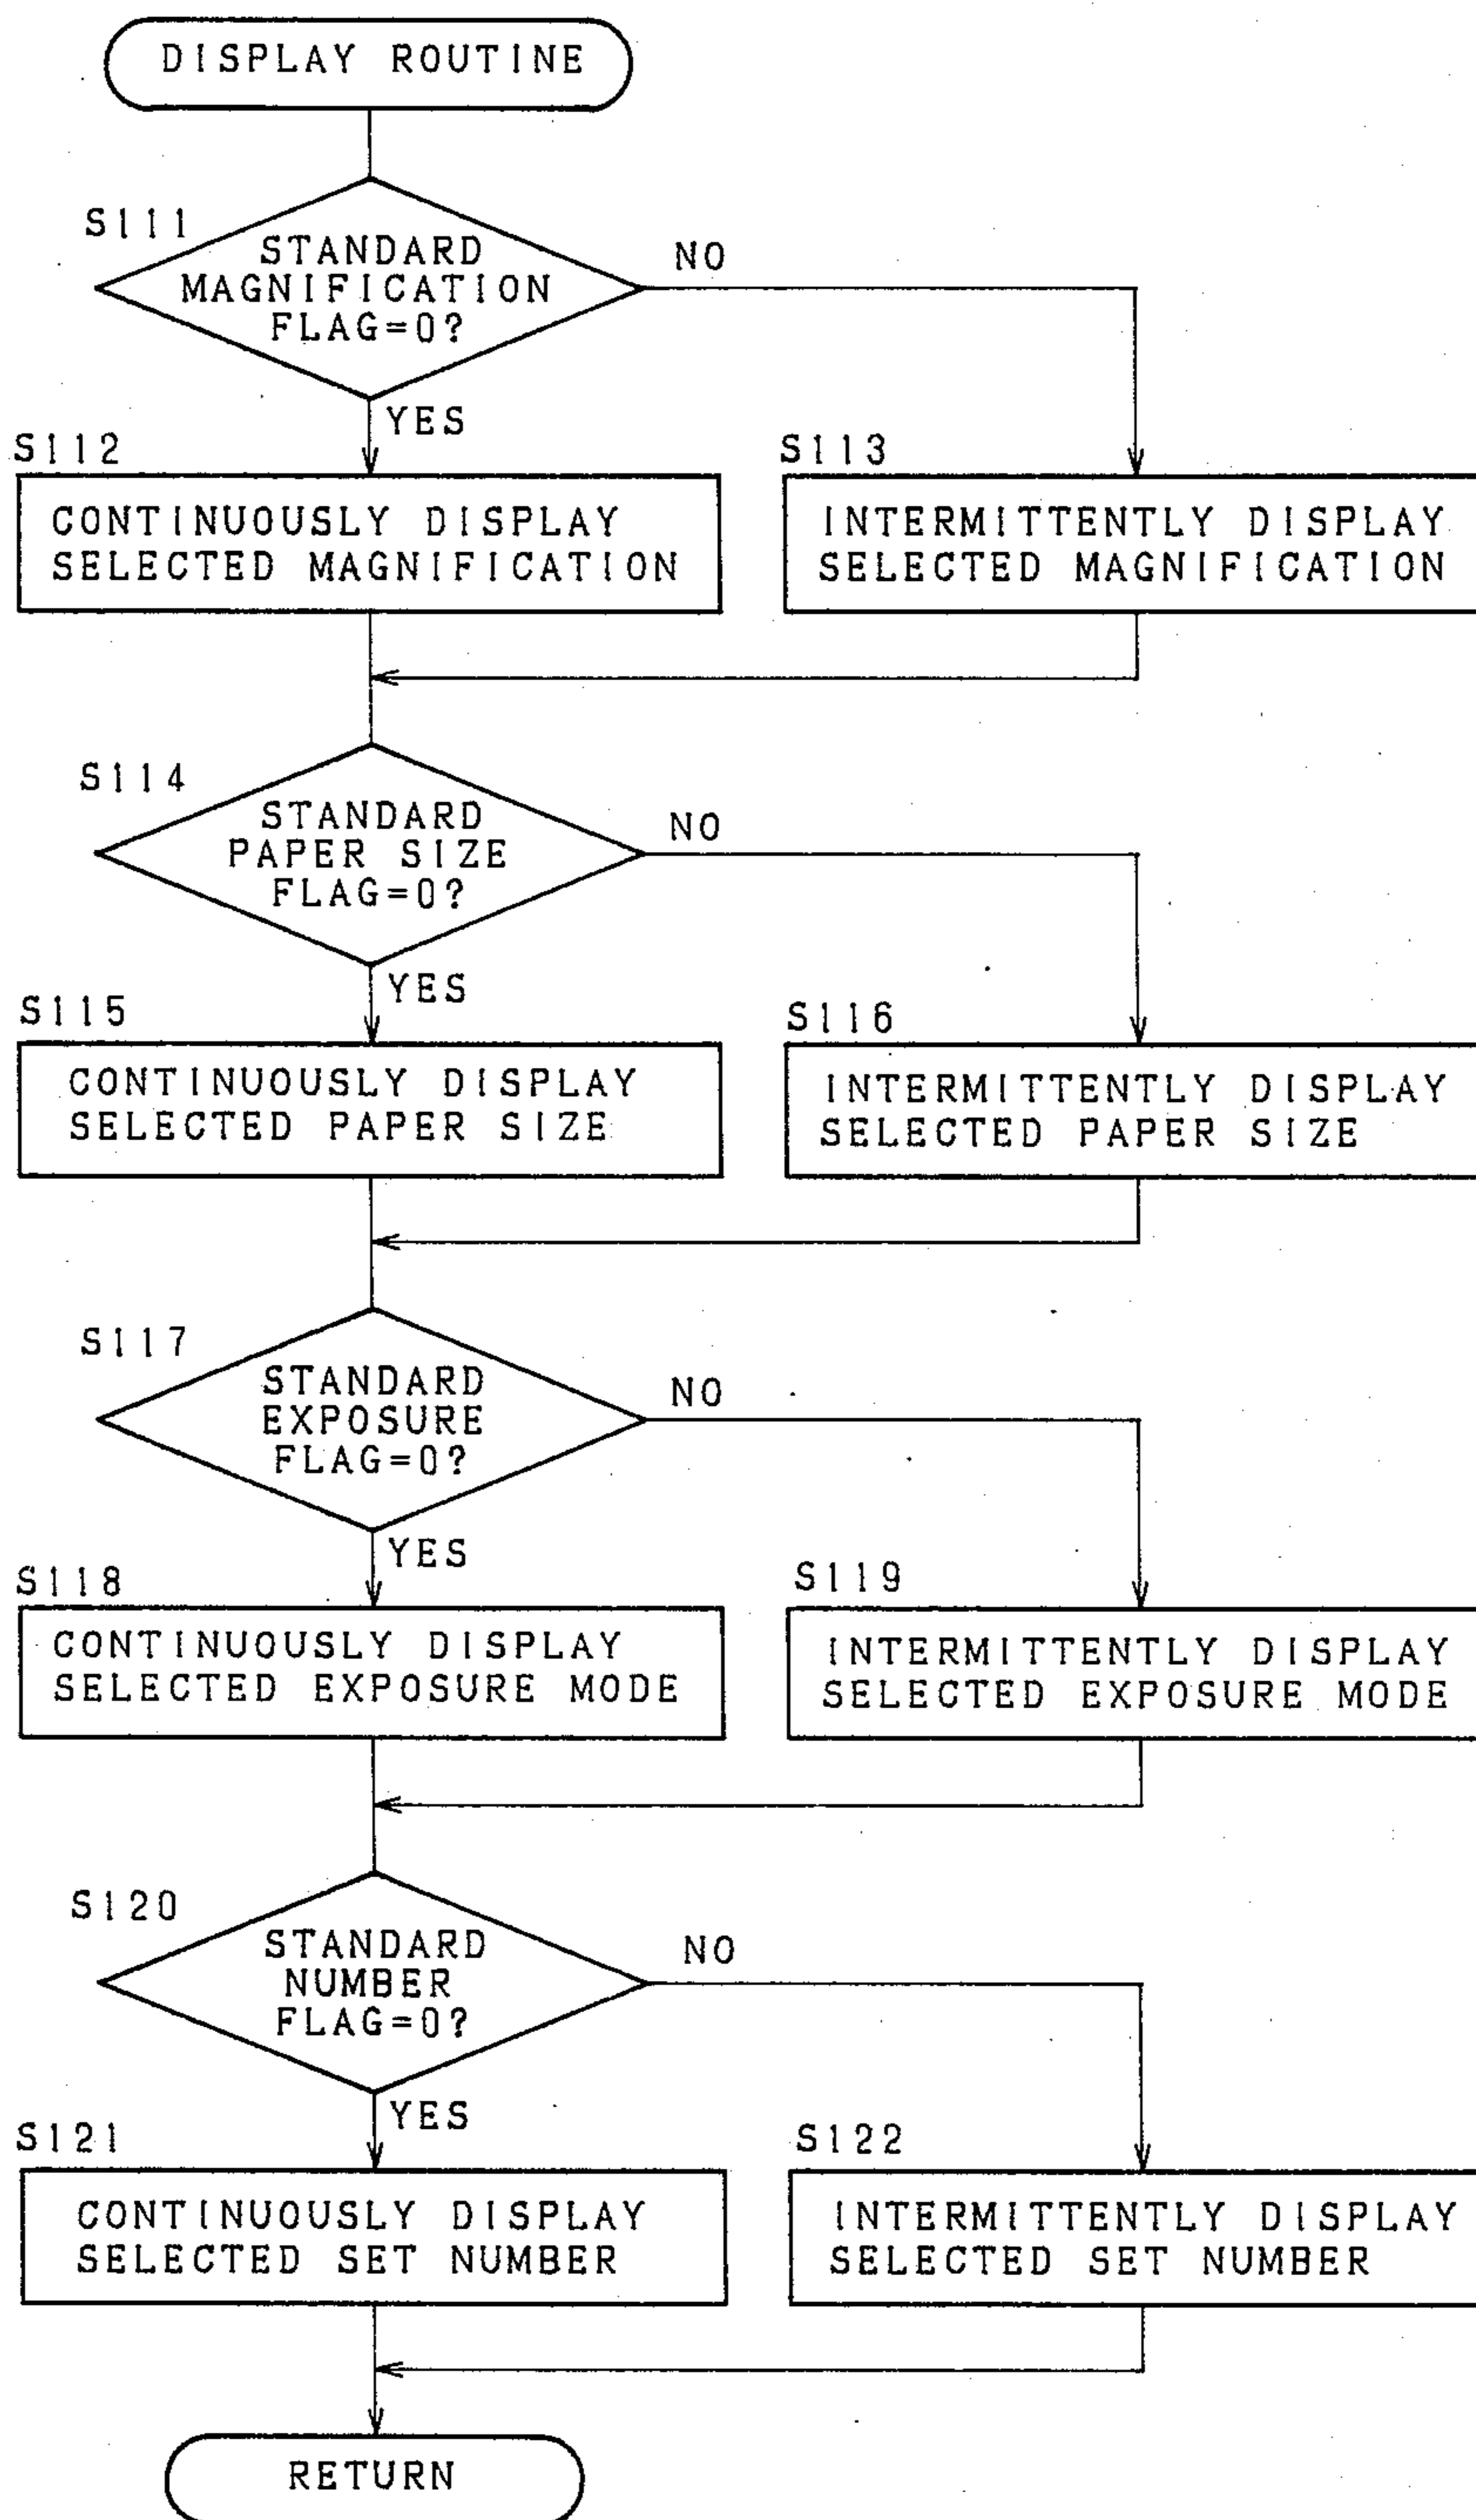 DISPLAY ROUTINE
S111
STANDARD
MAGNIFICATION
FLAG=0?
NO
YES
S112
CONTINUOUSLY DISPLAY
SELECTED MAGNIFICATION
S113
INTERMITTENTLY DISPLAY
SELECTED MAGNIFICATION
S114
STANDARD
PAPER SIZE
FLAG=0?
NO
YES
S115
CONTINUOUSLY DISPLAY
SELECTED PAPER SIZE
S116
INTERMITTENTLY DISPLAY
SELECTED PAPER SIZE
S117
STANDARD
EXPOSURE
FLAG=0?
NO
YES
S118
CONTINUOUSLY DISPLAY
SELECTED EXPOSURE MODE
S119
INTERMITTENTLY DISPLAY
SELECTED EXPOSURE MODE
S120
STANDARD
NUMBER
FLAG=0?
NO
YES
S121
CONTINUOUSLY DISPLAY
SELECTED SET NUMBER
S122
INTERMITTENTLY DISPLAY
SELECTED SET NUMBER
RETURN